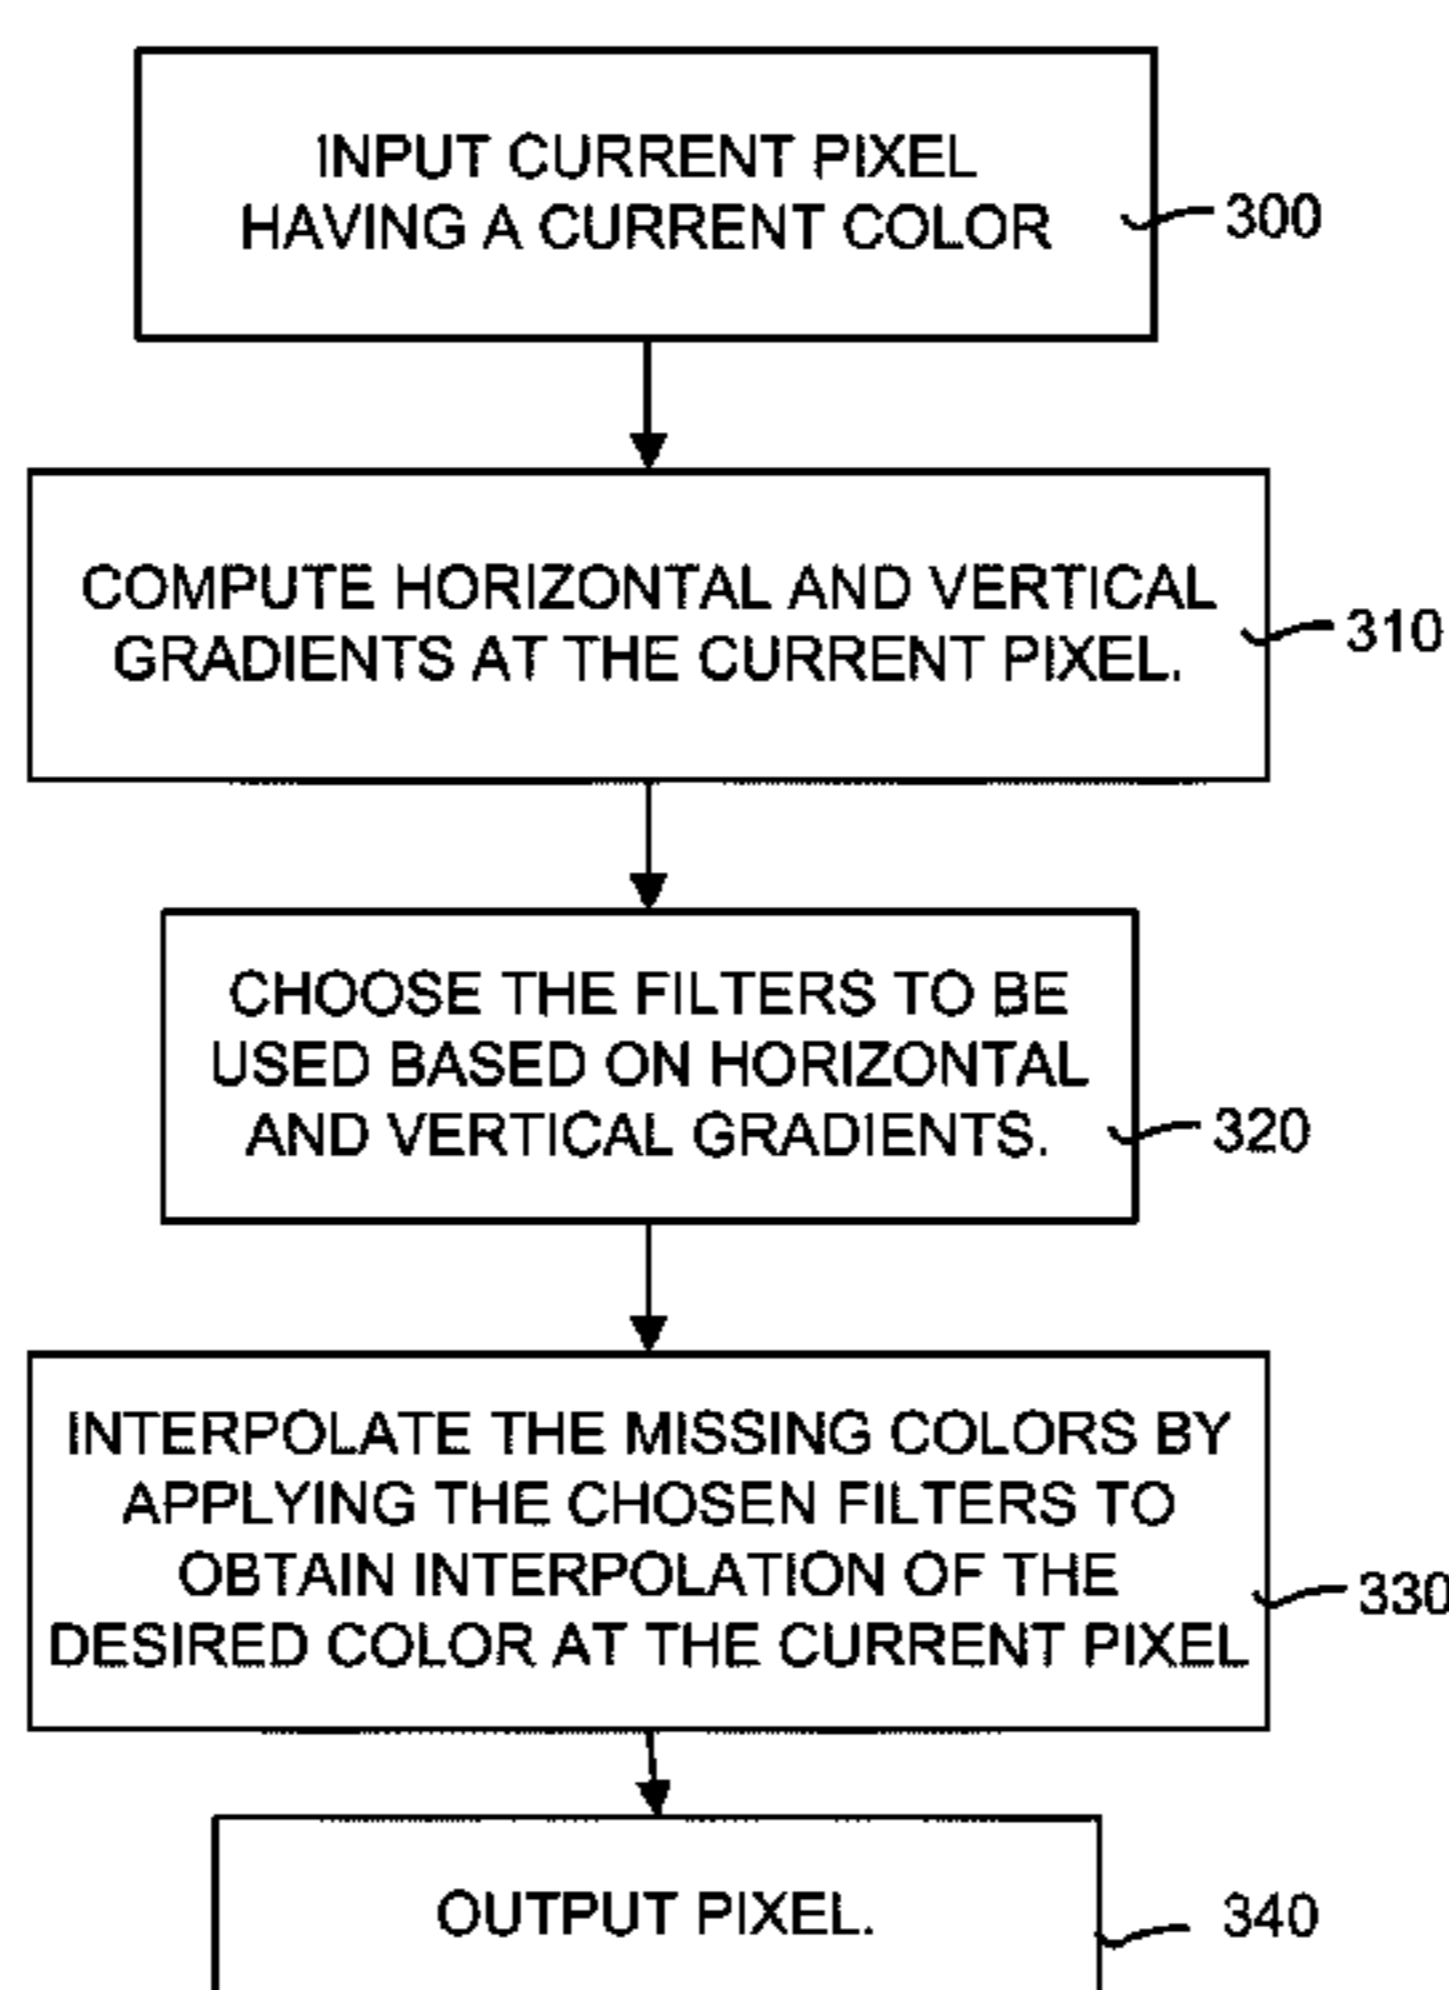 INPUT CURRENT PIXEL
HAVING A CURRENT COLOR
300
COMPUTE HORIZONTAL AND VERTICAL
GRADIENTS AT THE CURRENT PIXEL.
310
CHOOSE THE FILTERS TO BE
USED BASED ON HORIZONTAL
AND VERTICAL GRADIENTS.
320
INTERPOLATE THE MISSING COLORS BY
APPLYING THE CHOSEN FILTERS TO
OBTAIN INTERPOLATION OF THE
DESIRED COLOR AT THE CURRENT PIXEL
330
OUTPUT PIXEL.
340